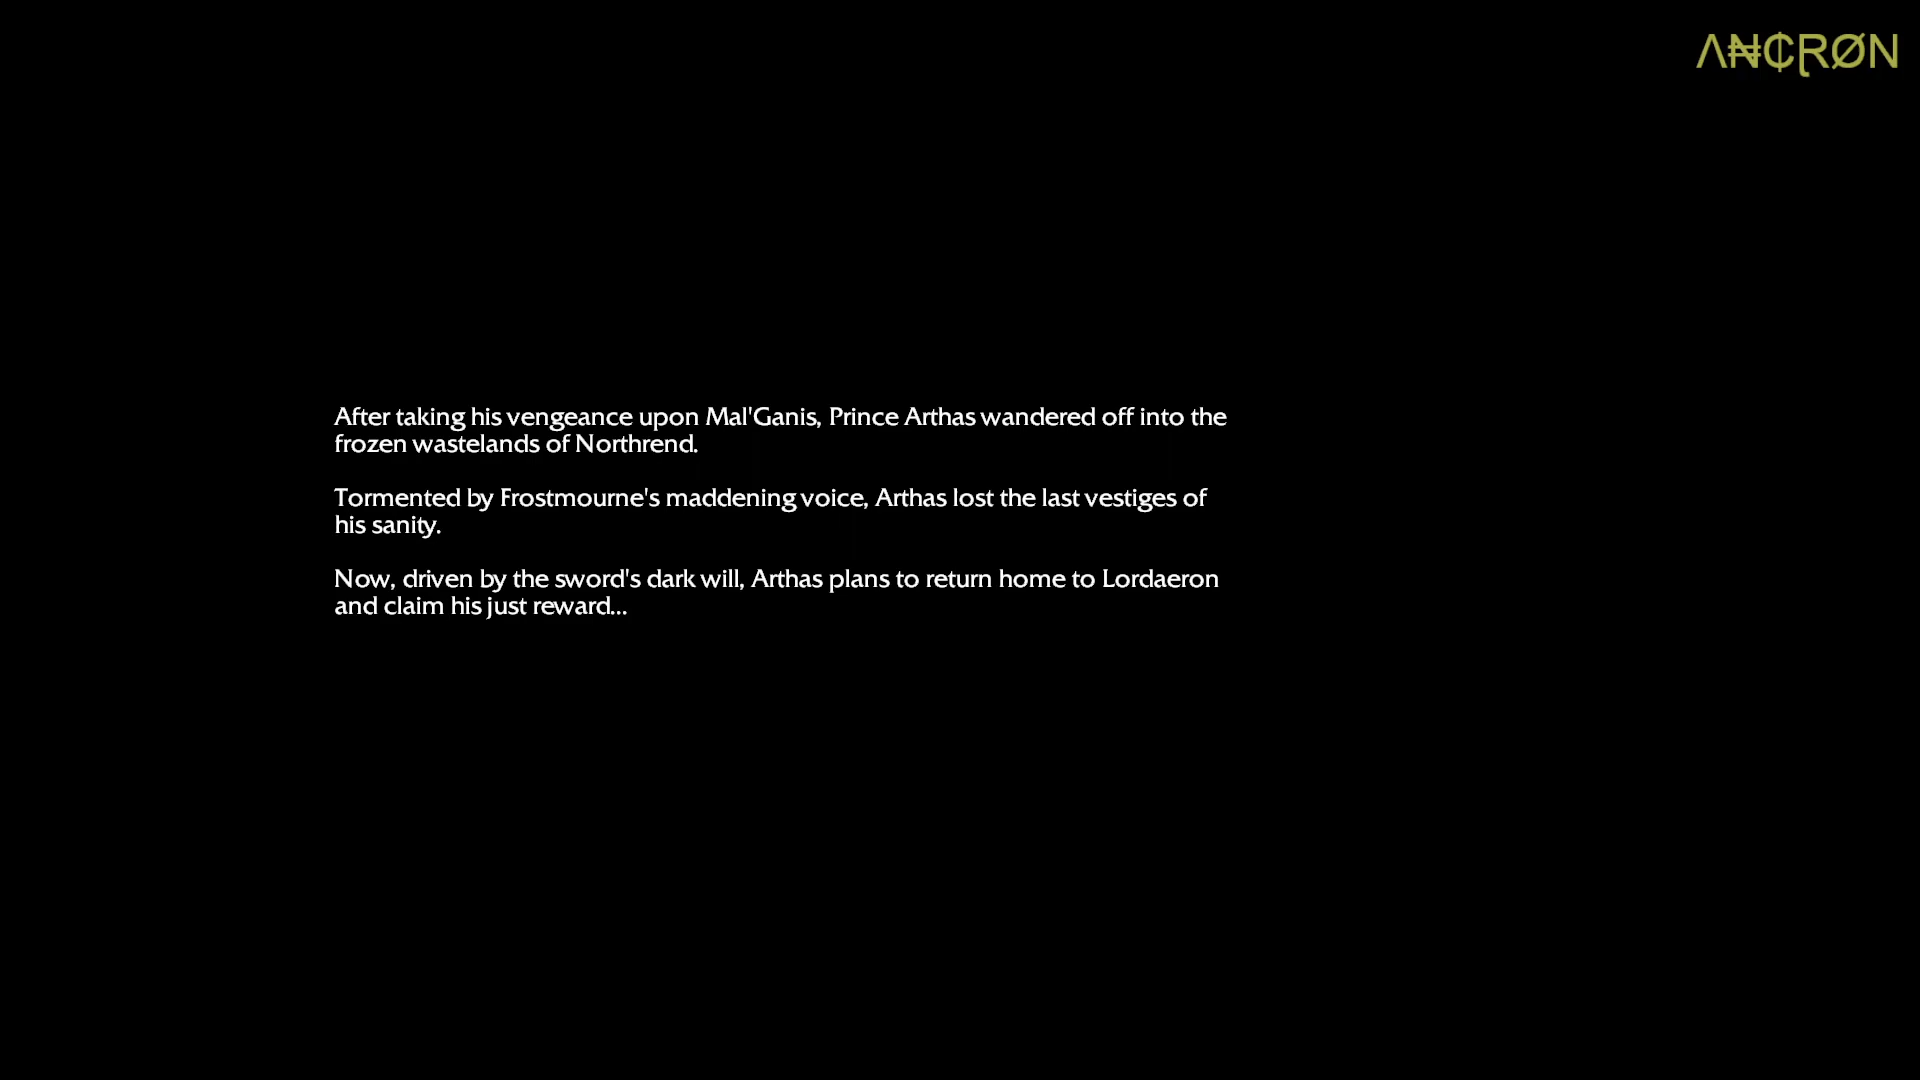 Λ₦₵ⱤØN
After taking his vengeance upon Mal'Ganis, Prince Arthas wandered off into the
frozen wastelands of Northrend.
Tormented by Frostmourne's maddening voice, Arthas lost the last vestiges of
his sanity.
Now, driven by the sword's dark will, Arthas plans to return home to Lordaeron
and claim his just reward...